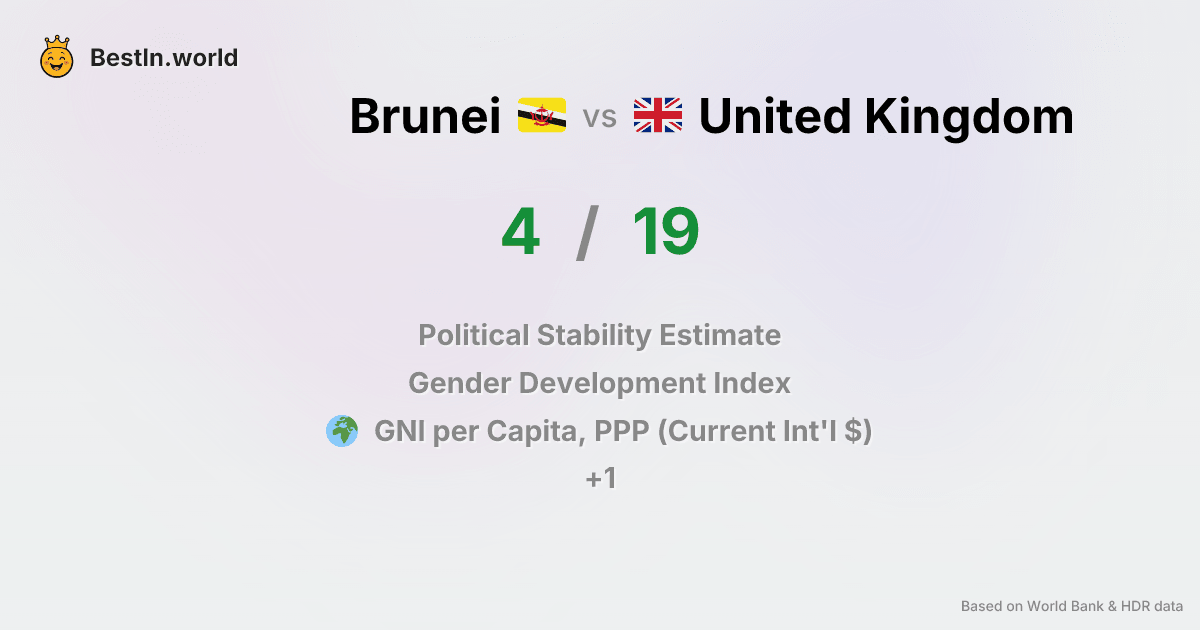 BestIn.world
Brunei vs United Kingdom
4 / 19
Political Stability Estimate
Gender Development Index
GNI per Capita, PPP (Current Int'l $)
+1
Based on World Bank & HDR data